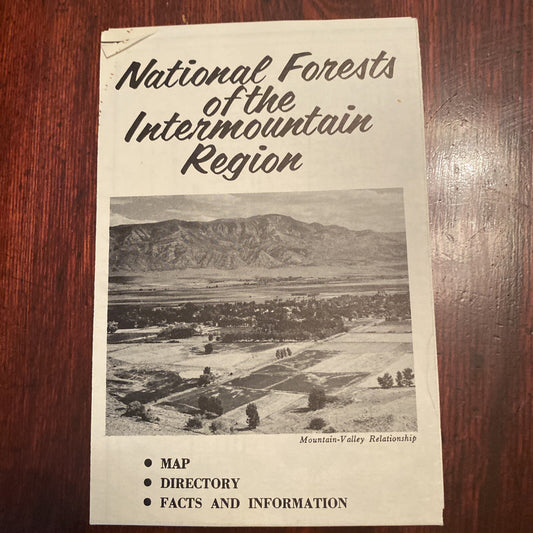 National Forests
of the
Intermountain
Region
Mountain-Valley Relationship
● MAP
● DIRECTORY
● FACTS AND INFORMATION